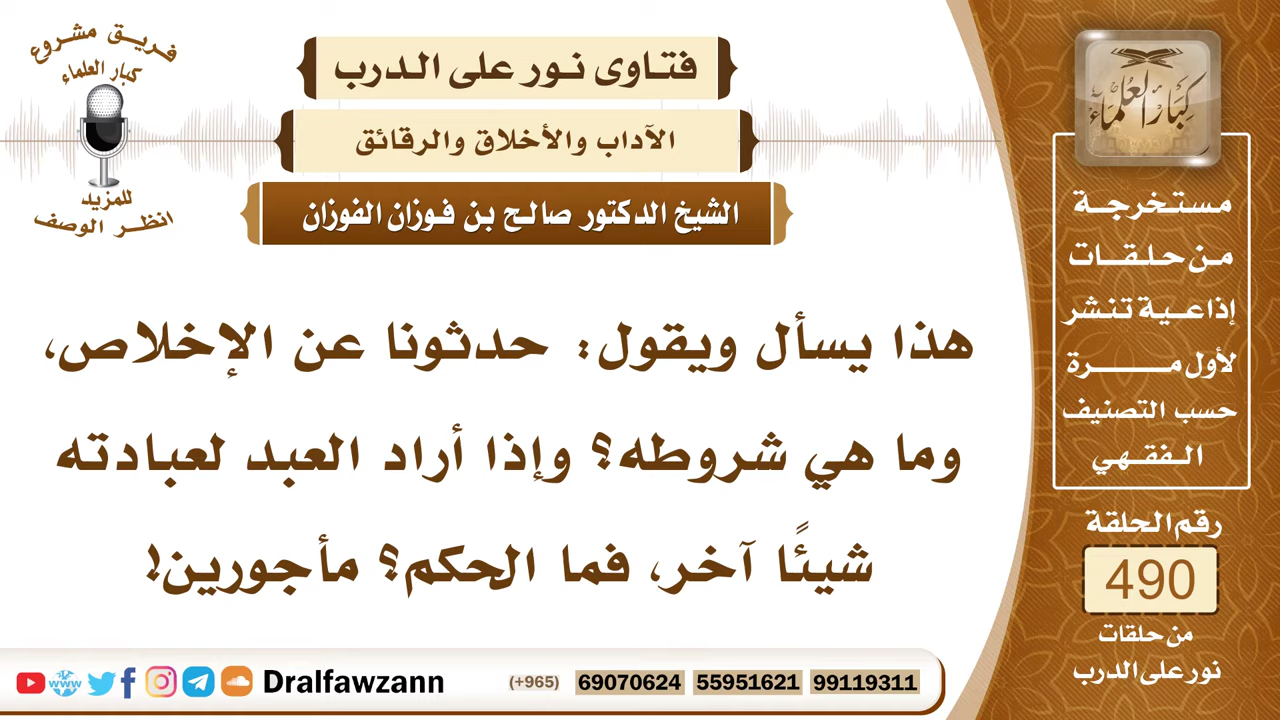 فريق مشروع
كبار العلماء
للمزيد
انظر الوصف
فتاوى نور على الدرب
الآداب والأخلاق والرقائق
الشيخ الدكتور صالح بن فوزان الفوزان
هذا يسأل ويقول: حدثونا عن الإخلاص،
وما هي شروطه؟ وإذا أراد العبد لعبادته
شيئًا آخر، فما الحكم؟ مأجورين!
كبار العلماء
مستخرجة
من حلقات
إذاعية تنشر
لأول مرة
حسب التصنيف
الفقهي
رقم الحلقة
490
من حلقات
نور على الدرب
www Dralfawzann (+965) 69070624 55951621 99119311